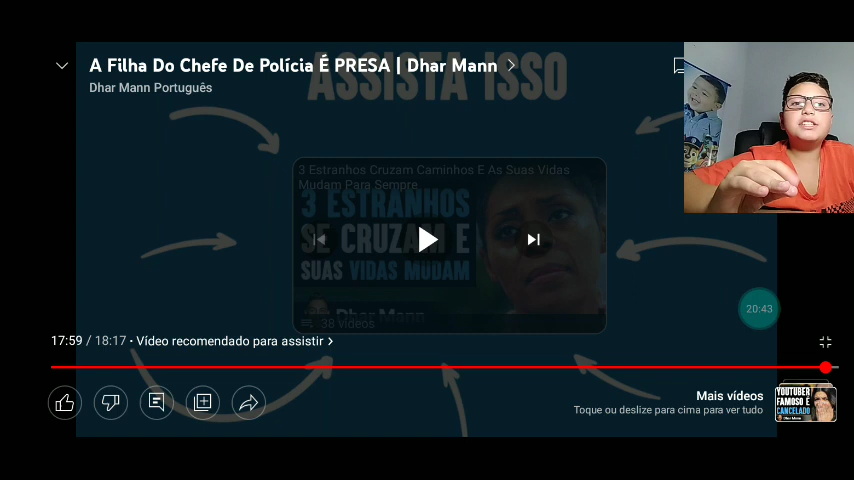 A Filha Do Chefe De Polícia É PRESA | Dhar Mann
Dhar Mann Português
ASSISTA ISSO
3 Estranhos Cruzam Caminhos E As Suas Vidas
Mudam Para Sempre
3 ESTRANHOS
SE CRUZAM E
SUAS VIDAS MUDAM
Dhar Mann
38 vídeos
20:43
17:59 / 18:17 • Vídeo recomendado para assistir
Mais vídeos
Toque ou deslize para cima para ver tudo
YOUTUBER
FAMOSO É
CANCELADO
Dhar Mann